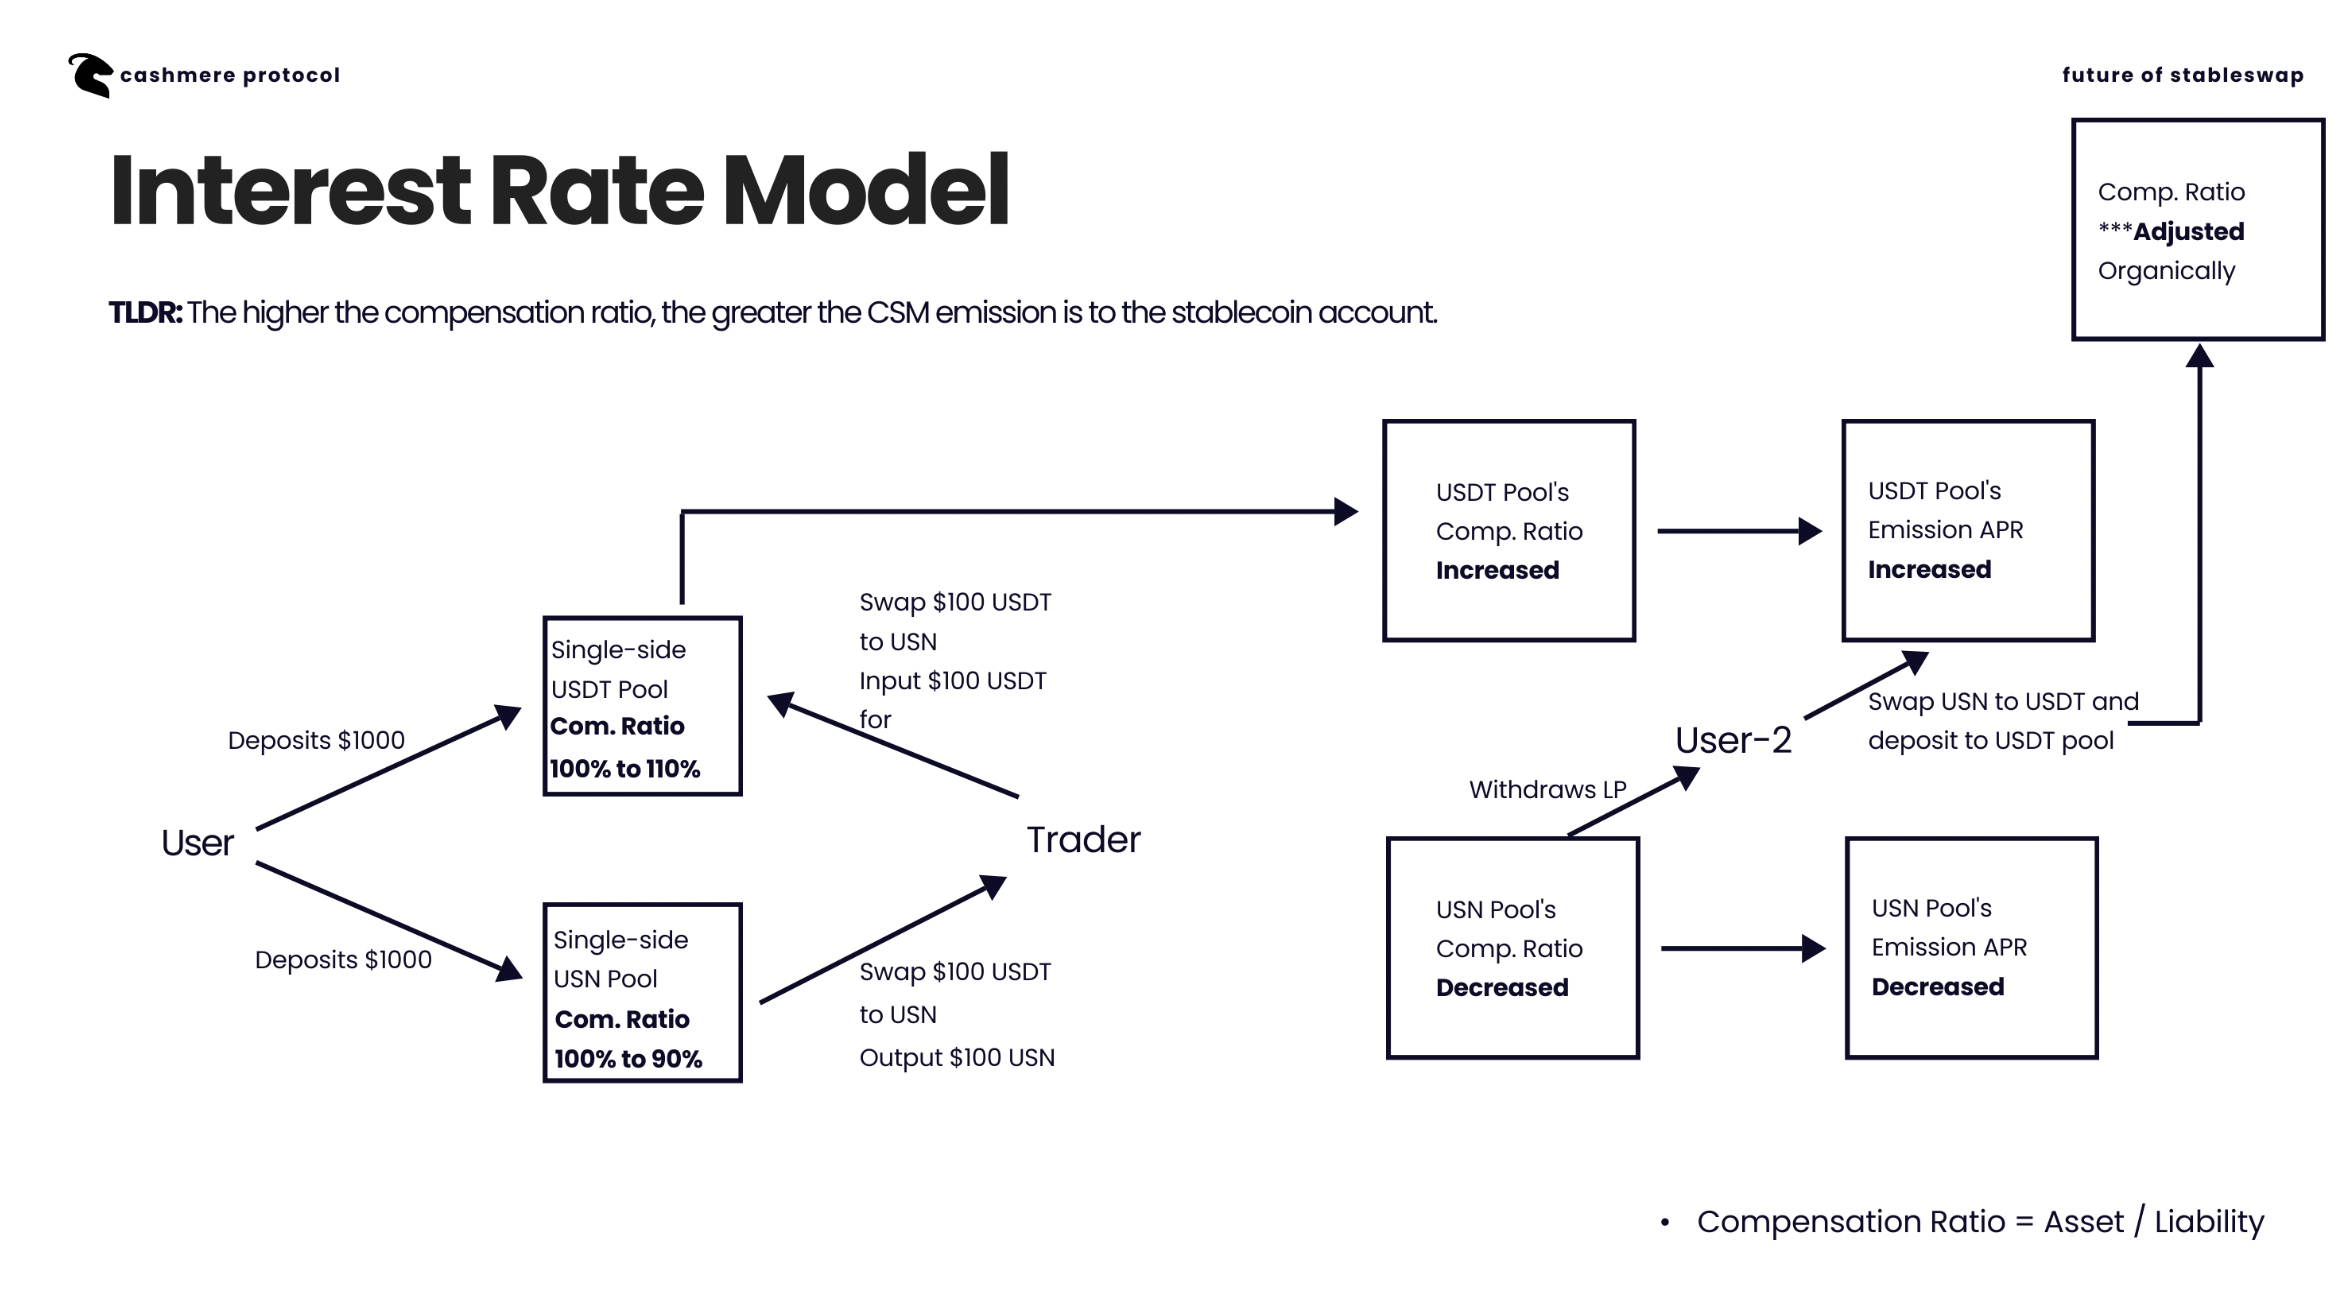 cashmere protocol
future of stableswap
Interest Rate Model
TLDR: The higher the compensation ratio, the greater the CSM emission is to the stablecoin account.
Comp. Ratio
***Adjusted
Organically
USDT Pool's
Comp. Ratio
Increased
USDT Pool's
Emission APR
Increased
Swap $100 USDT
to USN
Input $100 USDT
for
Single-side
USDT Pool
Com. Ratio
100% to 110%
Deposits $1000
User
Trader
Deposits $1000
Single-side
USN Pool
Com. Ratio
100% to 90%
Swap $100 USDT
to USN
Output $100 USN
Swap USN to USDT and
deposit to USDT pool
User-2
Withdraws LP
USN Pool's
Comp. Ratio
Decreased
USN Pool's
Emission APR
Decreased
• Compensation Ratio = Asset / Liability